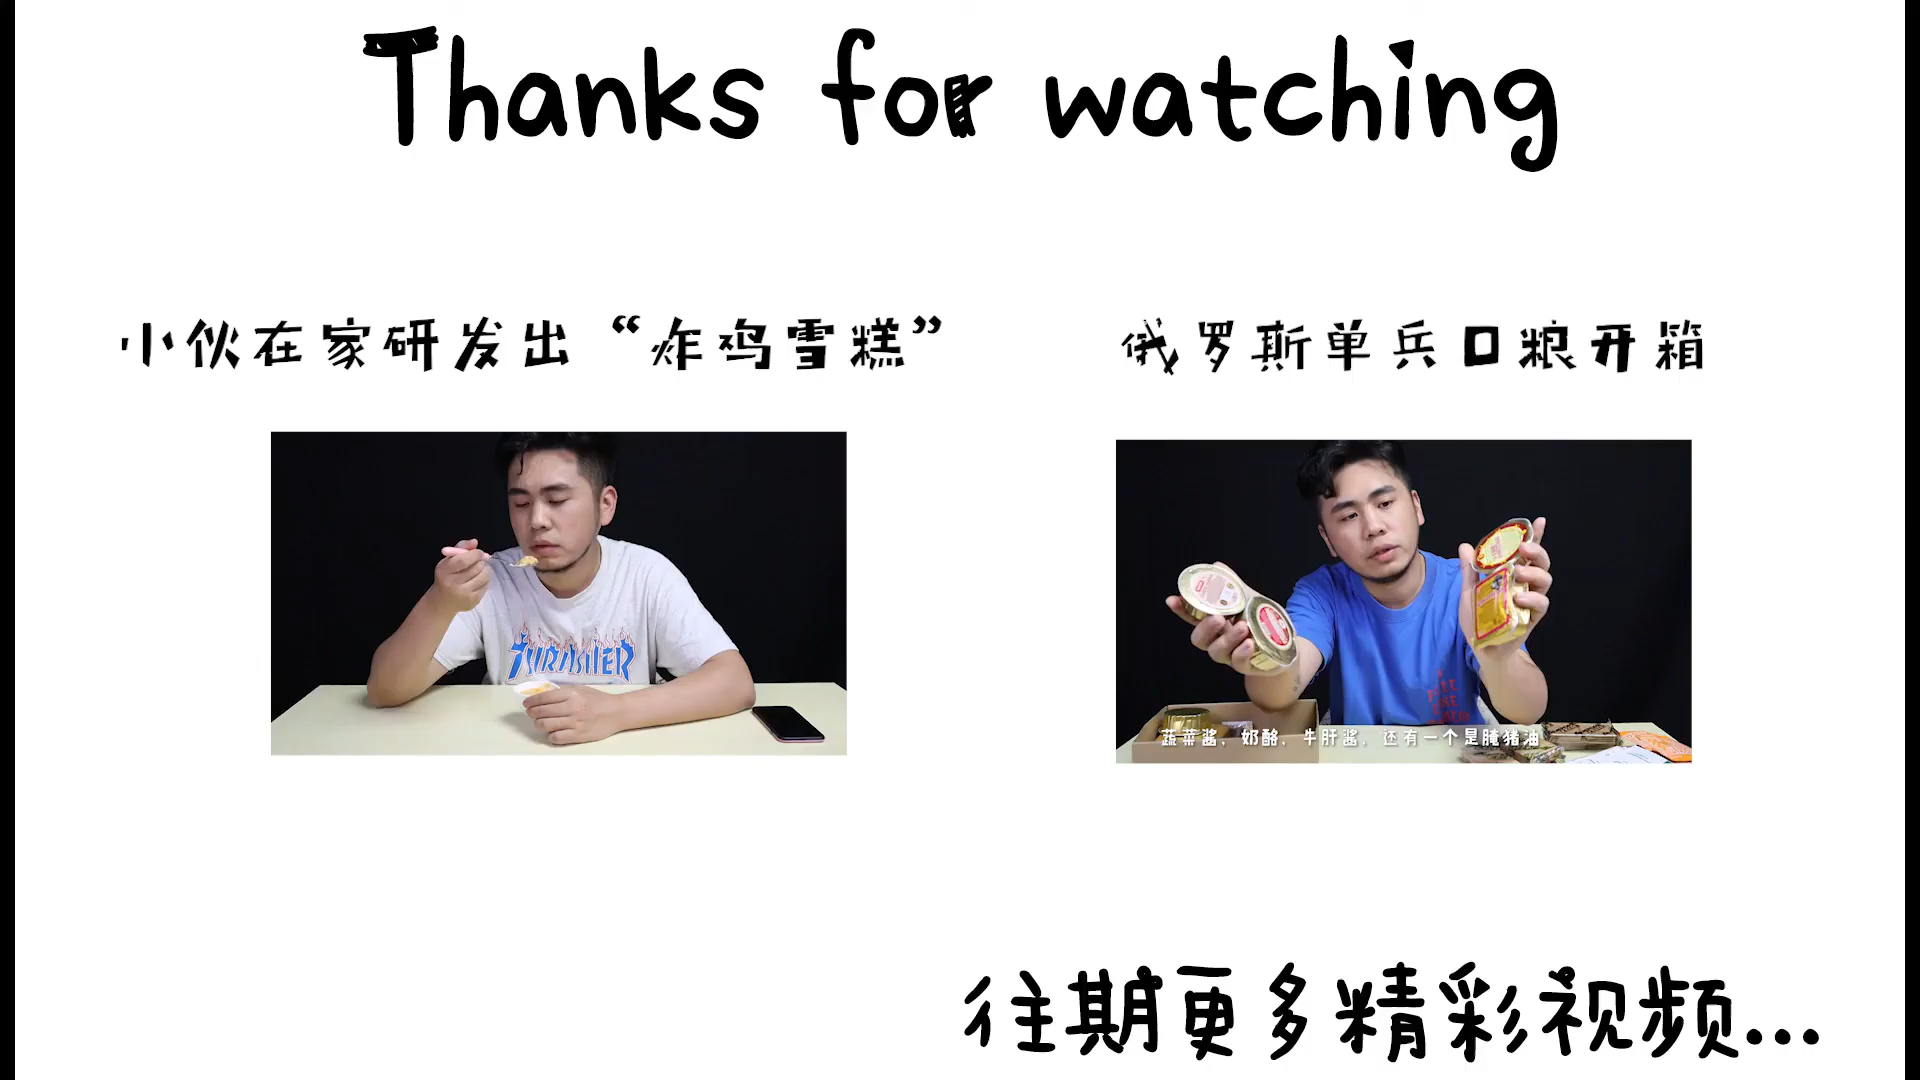 Thanks for watching
小伙在家研发出“炸鸡雪糕”
俄罗斯单兵口粮开箱
THRASHER
蔬菜酱、奶酪、牛肝酱、还有一个是腌猪油
往期更多精彩视频...